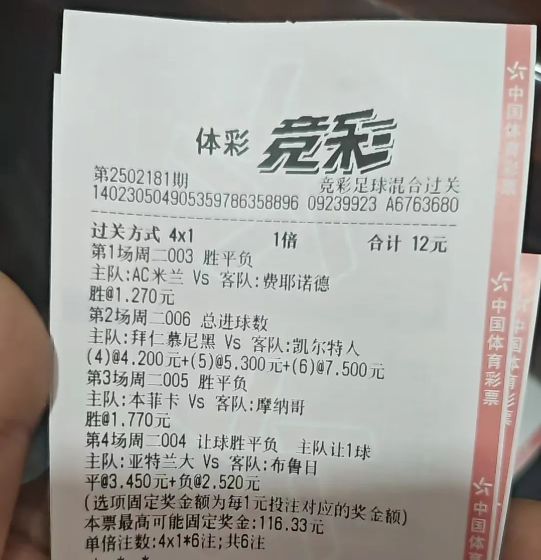 体彩 竞彩
第2502181期 竞彩足球混合过关
140230504905359786358896 09239923 A6763680
过关方式 4x1 1倍 合计 12元
第1场周二003 胜平负
主队:AC米兰 Vs 客队:费耶诺德
胜@1.270元
第2场周二006 总进球数
主队:拜仁慕尼黑 Vs 客队:凯尔特人
(4)@4.200元+(5)@5.300元+(6)@7.500元
第3场周二005 胜平负
主队:本菲卡 Vs 客队:摩纳哥
胜@1.770元
第4场周二004 让球胜平负 主队让1球
主队:亚特兰大 Vs 客队:布鲁日
平@3.450元+负@2.520元
(选项固定奖金额为每1元投注对应的奖金额)
本票最高可能固定奖金:116.33元
单倍注数:4x1*6注;共6注
中国体育彩票
中国体育彩票
中国体育彩票
中国体育彩票